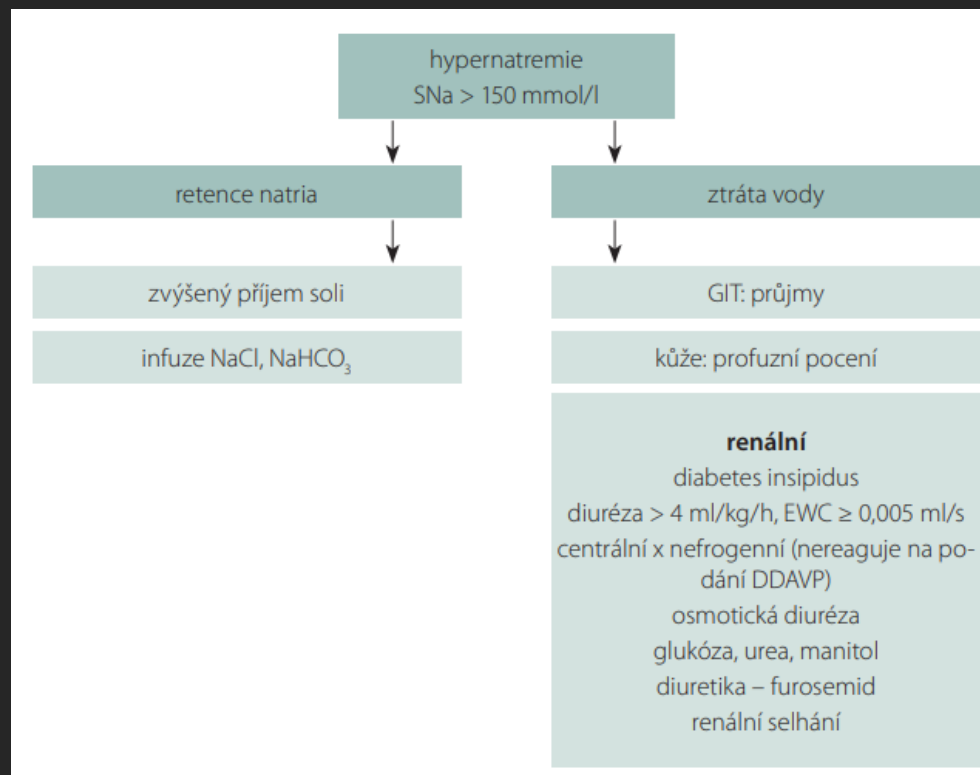 hypernatremie
SNa > 150 mmol/l
retence natria
ztráta vody
zvýšený příjem soli
GIT: průjmy
infuze NaCl, NaHCO₃
kůže: profuzní pocení
renální
diabetes insipidus
diuréza > 4 ml/kg/h, EWC ≥ 0,005 ml/s
centrální x nefrogenní (nereaguje na po-
dání DDAVP)
osmotická diuréza
glukóza, urea, manitol
diuretika – furosemid
renální selhání